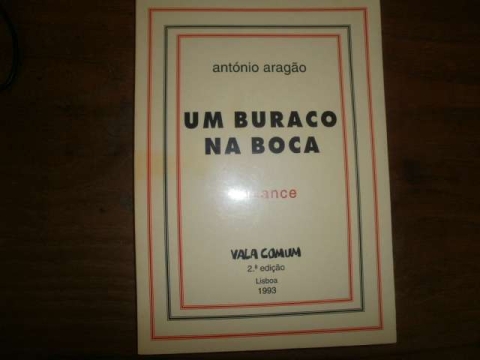 antónio aragão
UM BURACO
NA BOCA
VALA COMUM
2.ª edição
Lisboa
1993